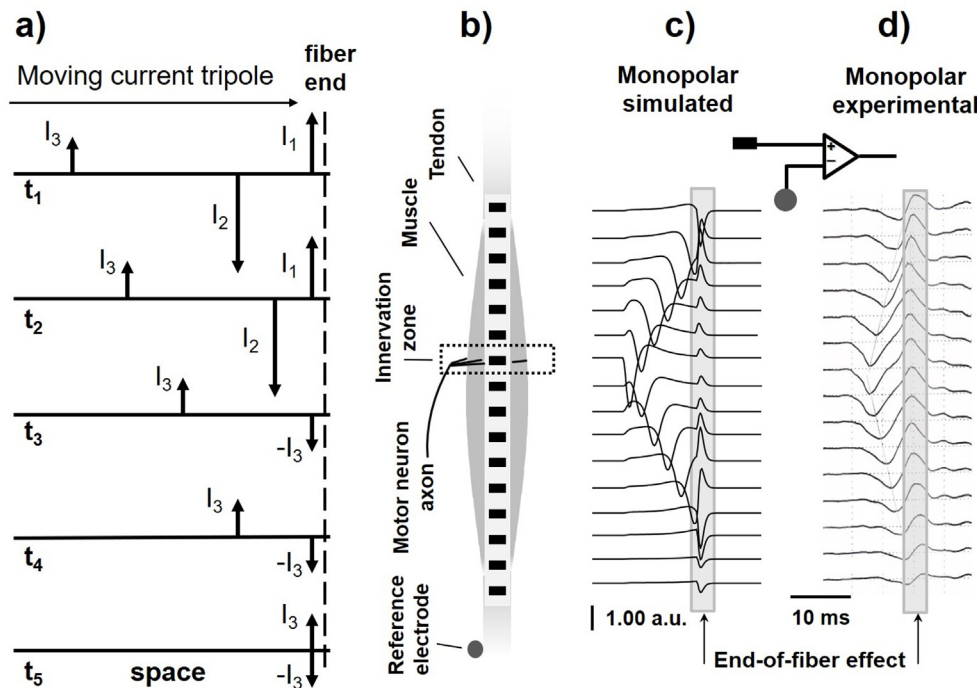 a)
Moving current tripole
fiber
end
I3
I1
t1
I2
I3
I1
t2
I2
I3
t3
-I3
I3
t4
-I3
I3
t5
space
-I3
b)
Tendon
Muscle
Innervation
zone
Motor neuron
axon
Reference
electrode
c)
Monopolar
simulated
1.00 a.u.
d)
Monopolar
experimental
+
−
10 ms
End-of-fiber effect